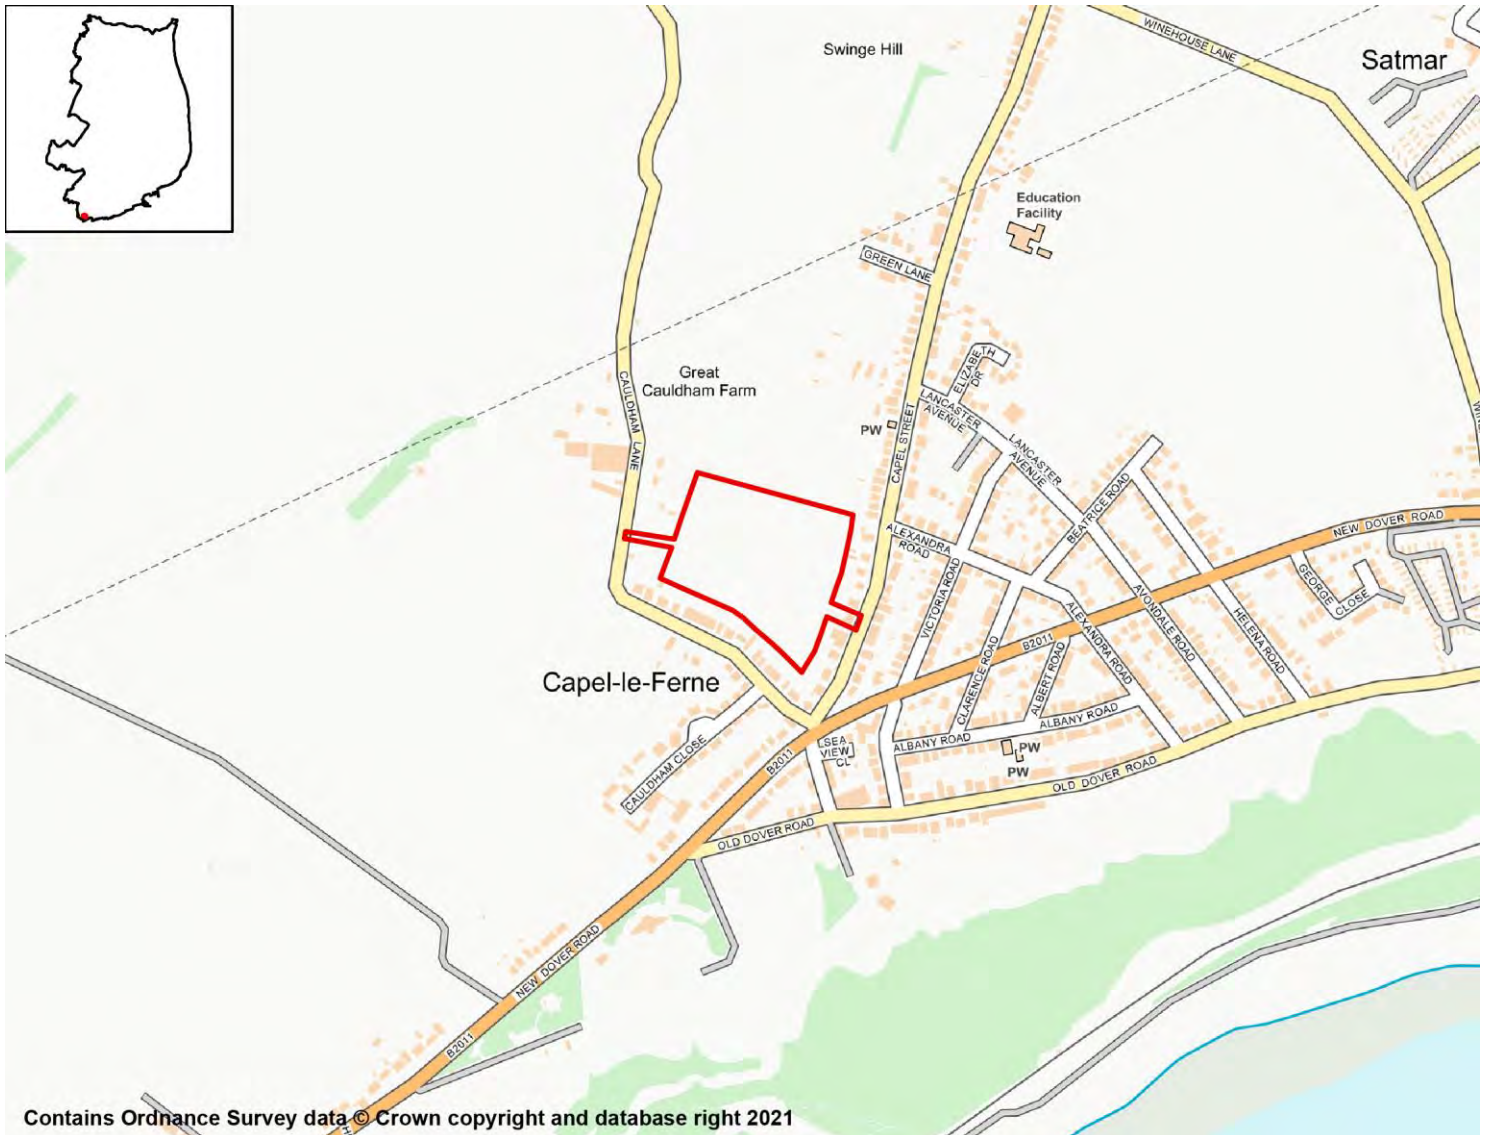 WINEHOUSE LANE
Swinge Hill
Satmar
Education
Facility
GREEN LANE
ELIZABETH
DR
Great
Cauldham Farm
CAULDHAM LANE
LANCASTER
AVENUE
LANCASTER
AVENUE
PW
CAPEL STREET
BEATRICE ROAD
NEW DOVER ROAD
ALEXANDRA
ROAD
VICTORIA ROAD
GEORGE
CLOSE
AVONDALE ROAD
HELENA ROAD
ALEXANDRA ROAD
B2011
CLARENCE ROAD
ALBERT ROAD
Capel-le-Ferne
ALBANY ROAD
ALBANY ROAD
SEA
VIEW
CL
PW
PW
CAULDHAM CLOSE
B2011
OLD DOVER ROAD
OLD DOVER ROAD
NEW DOVER ROAD
B2011
Contains Ordnance Survey data © Crown copyright and database right 2021